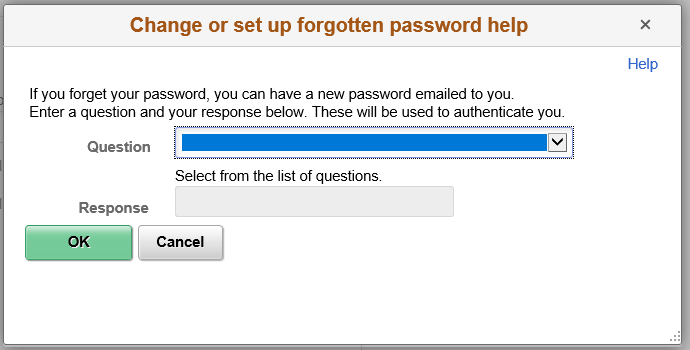 Change or set up forgotten password help
Help
If you forget your password, you can have a new password emailed to you.
Enter a question and your response below. These will be used to authenticate you.
Question
Select from the list of questions.
Response
OK Cancel